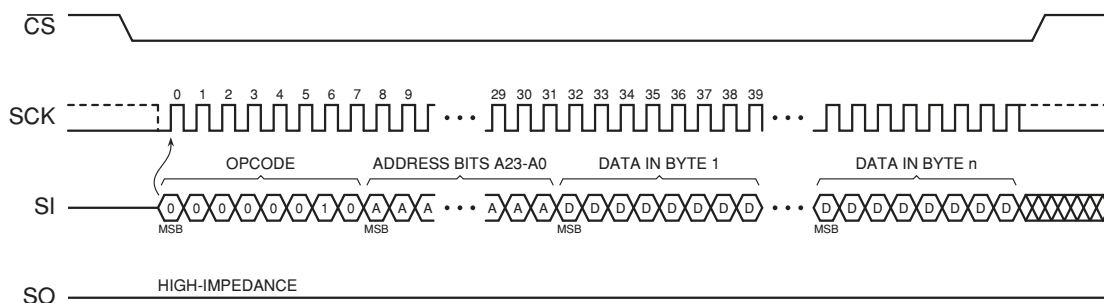 CS
SCK
0 1 2 3 4 5 6 7 8 9 29 30 31 32 33 34 35 36 37 38 39
OPCODE ADDRESS BITS A23-A0 DATA IN BYTE 1 DATA IN BYTE n
SI
0 0 0 0 0 0 1 0 A A A A A A D D D D D D D D D D D D D D D D
MSB MSB MSB MSB
SO
HIGH-IMPEDANCE